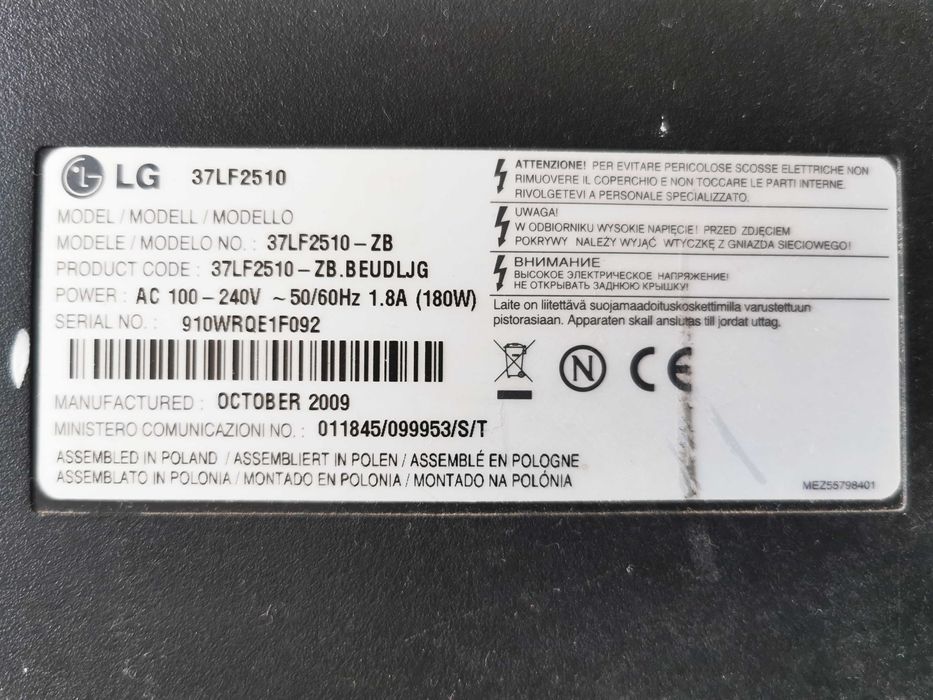 LG 37LF2510
MODEL / MODELL / MODELLO
MODELE / MODELO NO. : 37LF2510-ZB
PRODUCT CODE : 37LF2510-ZB.BEUDLJG
POWER : AC 100-240V ~50/60Hz 1.8A (180W)
SERIAL NO. : 910WRQE1F092
MANUFACTURED : OCTOBER 2009
MINISTERO COMUNICAZIONI NO. : 011845/099953/S/T
ASSEMBLED IN POLAND / ASSEMBLIERT IN POLEN / ASSEMBLÉ EN POLOGNE
ASSEMBLATO IN POLONIA / MONTADO EN POLONIA / MONTADO NA POLÓNIA
ATTENZIONE! PER EVITARE PERICOLOSE SCOSSE ELETTRICHE NON
RIMUOVERE IL COPERCHIO E NON TOCCARE LE PARTI INTERNE.
RIVOLGETEVI A PERSONALE SPECIALIZZATO.
UWAGA!
W ODBIORNIKU WYSOKIE NAPIĘCIE! PRZED ZDJĘCIEM
POKRYWY NALEŻY WYJĄĆ WTYCZKĘ Z GNIAZDA SIECIOWEGO!
ВНИМАНИЕ
ВЫСОКОЕ ЭЛЕКТРИЧЕСКОЕ НАПРЯЖЕНИЕ!
НЕ ОТКРЫВАТЬ ЗАДНЮЮ КРЫШКУ!
Laite on liitettävä suojamaadoituskoskettimilla varustettuun
pistorasiaan. Apparaten skall anslutas till jordat uttag.
N CE
MEZ55798401